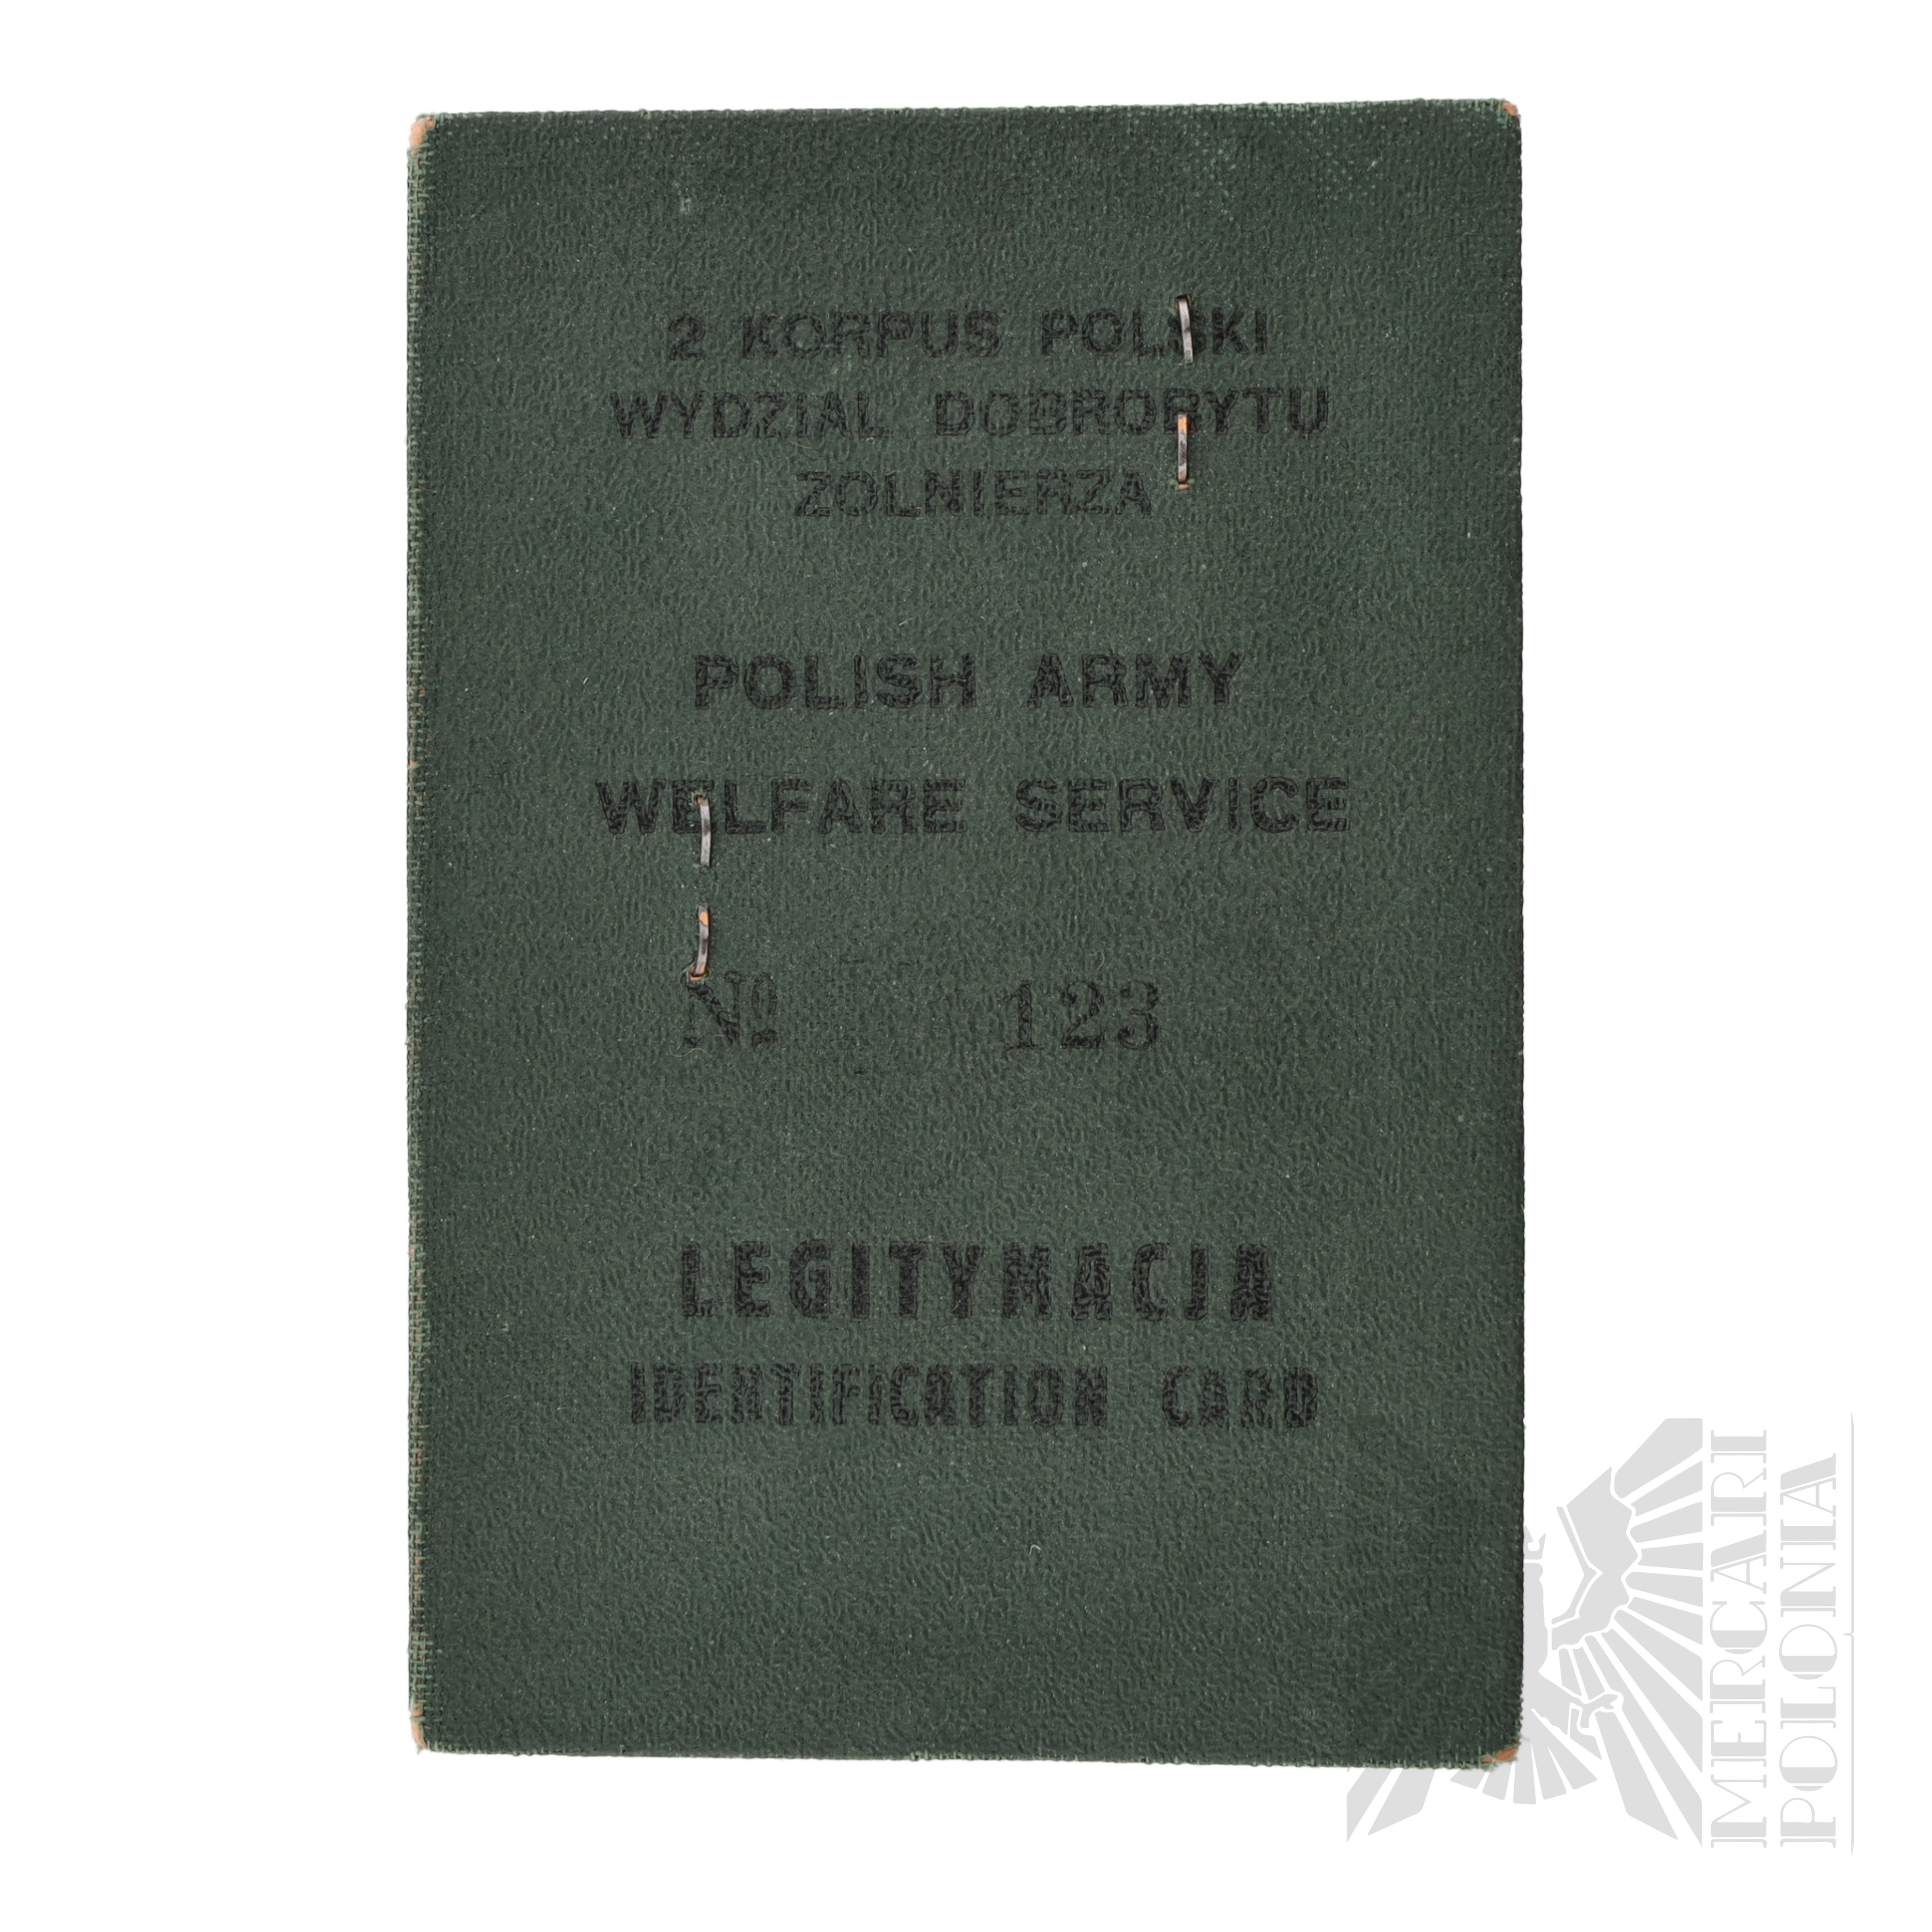 2 KORPUS POLSKI
WYDZIAL DOBROBYTU
ZOLNIERZA
POLISH ARMY
WELFARE SERVICE
Nº 123
LEGITYMACJA
IDENTIFICATION CARD
MERCARI
POLONIA